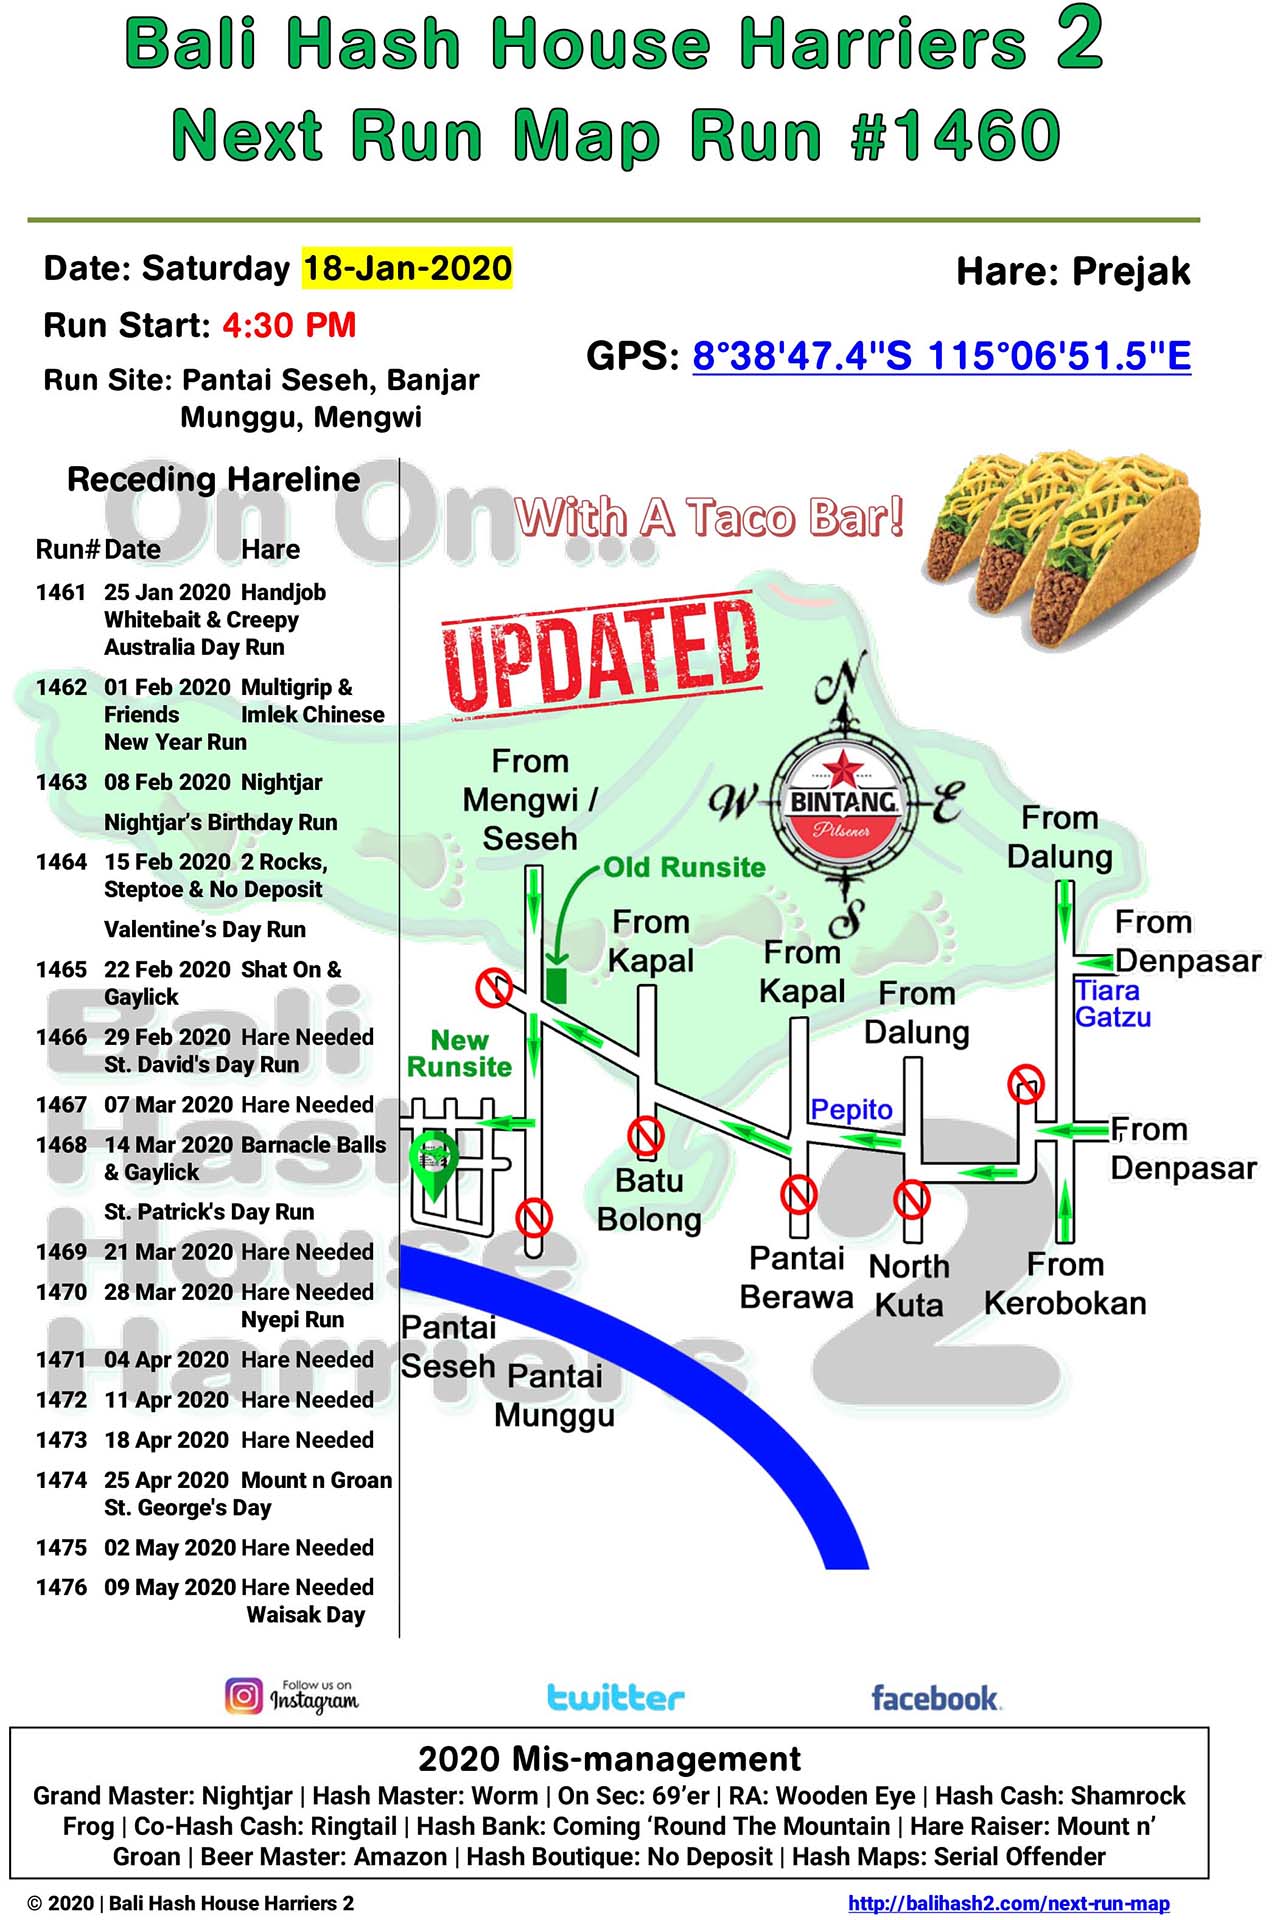 Bali Hash House Harriers 2
Next Run Map Run #1460
Date: Saturday 18-Jan-2020
Hare: Prejak
Run Start: 4:30 PM
GPS: 8°38'47.4"S 115°06'51.5"E
Run Site: Pantai Seseh, Banjar
Munggu, Mengwi
Receding Hareline
On On ...
With A Taco Bar!
Run# Date Hare
1461 25 Jan 2020 Handjob
Whitebait & Creepy
Australia Day Run
1462 01 Feb 2020 Multigrip &
Friends Imlek Chinese
New Year Run
1463 08 Feb 2020 Nightjar
Nightjar’s Birthday Run
1464 15 Feb 2020 2 Rocks,
Steptoe & No Deposit
Valentine’s Day Run
1465 22 Feb 2020 Shat On &
Gaylick
1466 29 Feb 2020 Hare Needed
St. David's Day Run
1467 07 Mar 2020 Hare Needed
1468 14 Mar 2020 Barnacle Balls
& Gaylick
St. Patrick's Day Run
1469 21 Mar 2020 Hare Needed
1470 28 Mar 2020 Hare Needed
Nyepi Run
1471 04 Apr 2020 Hare Needed
1472 11 Apr 2020 Hare Needed
1473 18 Apr 2020 Hare Needed
1474 25 Apr 2020 Mount n Groan
St. George's Day
1475 02 May 2020 Hare Needed
1476 09 May 2020 Hare Needed
Waisak Day
Bali
Hash
House
Harriers 2
UPDATED
N
W
E
S
TRADE MARK
BINTANG
Pilsener
From
Mengwi /
Seseh
Old Runsite
From
Kapal
From
Kapal
From
Dalung
From
Dalung
From
Denpasar
Tiara
Gatzu
New
Runsite
Pepito
From
Denpasar
Batu
Bolong
Pantai
Berawa
North
Kuta
From
Kerobokan
Pantai
Seseh
Pantai
Munggu
Follow us on
Instagram
twitter
facebook
2020 Mis-management
Grand Master: Nightjar | Hash Master: Worm | On Sec: 69’er | RA: Wooden Eye | Hash Cash: Shamrock
Frog | Co-Hash Cash: Ringtail | Hash Bank: Coming ‘Round The Mountain | Hare Raiser: Mount n’
Groan | Beer Master: Amazon | Hash Boutique: No Deposit | Hash Maps: Serial Offender
© 2020 | Bali Hash House Harriers 2
http://balihash2.com/next-run-map